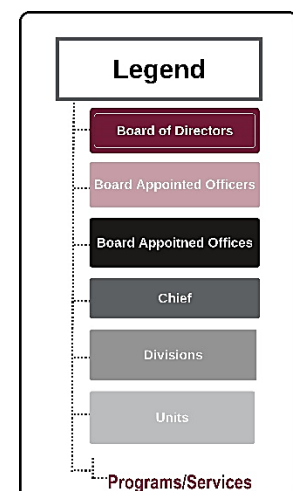 Legend
Board of Directors
Board Appointed Officers
Board Appoitned Offices
Chief
Divisions
Units
Programs/Services